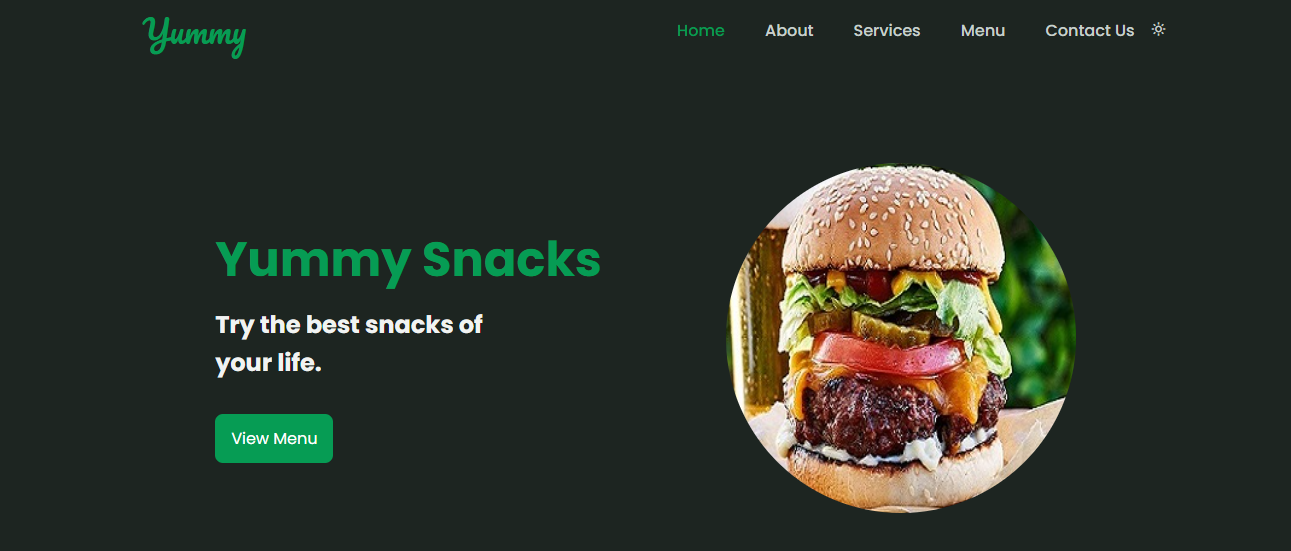 Yummy
Home About Services Menu Contact Us
Yummy Snacks
Try the best snacks of
your life.
View Menu